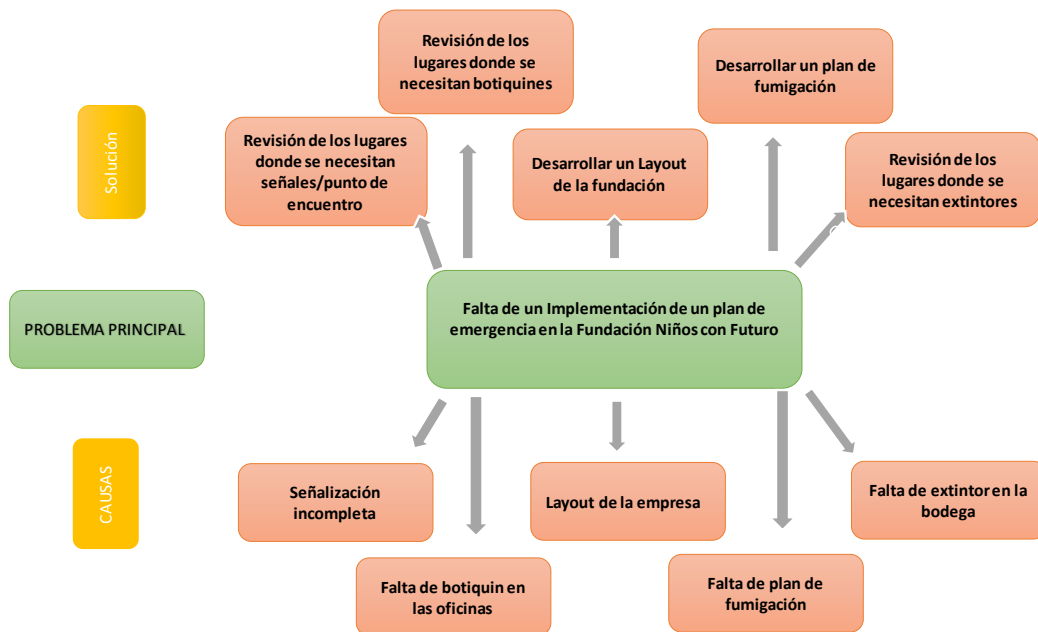 Revisión de los
lugares donde se
necesitan botiquines
Desarrollar un plan de
fumigación
Solución
Revisión de los lugares
donde se necesitan
señales/punto de
encuentro
Desarrollar un Layout
de la fundación
Revisión de los
lugares donde se
necesitan extintores
PROBLEMA PRINCIPAL
Falta de un Implementación de un plan de
emergencia en la Fundación Niños con Futuro
CAUSAS
Señalización
incompleta
Layout de la empresa
Falta de extintor en la
bodega
Falta de botiquin en
las oficinas
Falta de plan de
fumigación